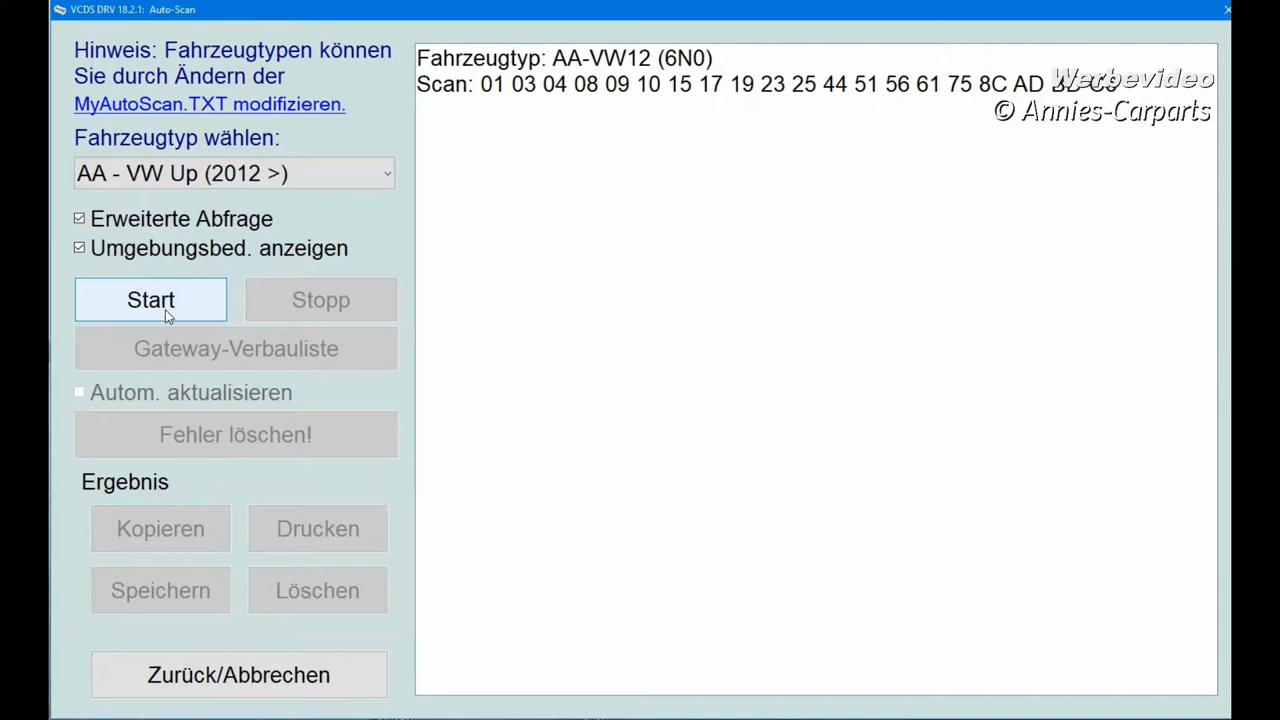 VCDS DRV 18.2.1: Auto-Scan
Hinweis: Fahrzeugtypen können
Sie durch Ändern der
MyAutoScan.TXT modifizieren.
Fahrzeugtyp wählen:
AA - VW Up (2012 >)
Erweiterte Abfrage
Umgebungsbed. anzeigen
Start
Stopp
Gateway-Verbauliste
Autom. aktualisieren
Fehler löschen!
Ergebnis
Kopieren
Drucken
Speichern
Löschen
Zurück/Abbrechen
Fahrzeugtyp: AA-VW12 (6N0)
Scan: 01 03 04 08 09 10 15 17 19 23 25 44 51 56 61 75 8C AD
Werbevideo
© Annies-Carparts